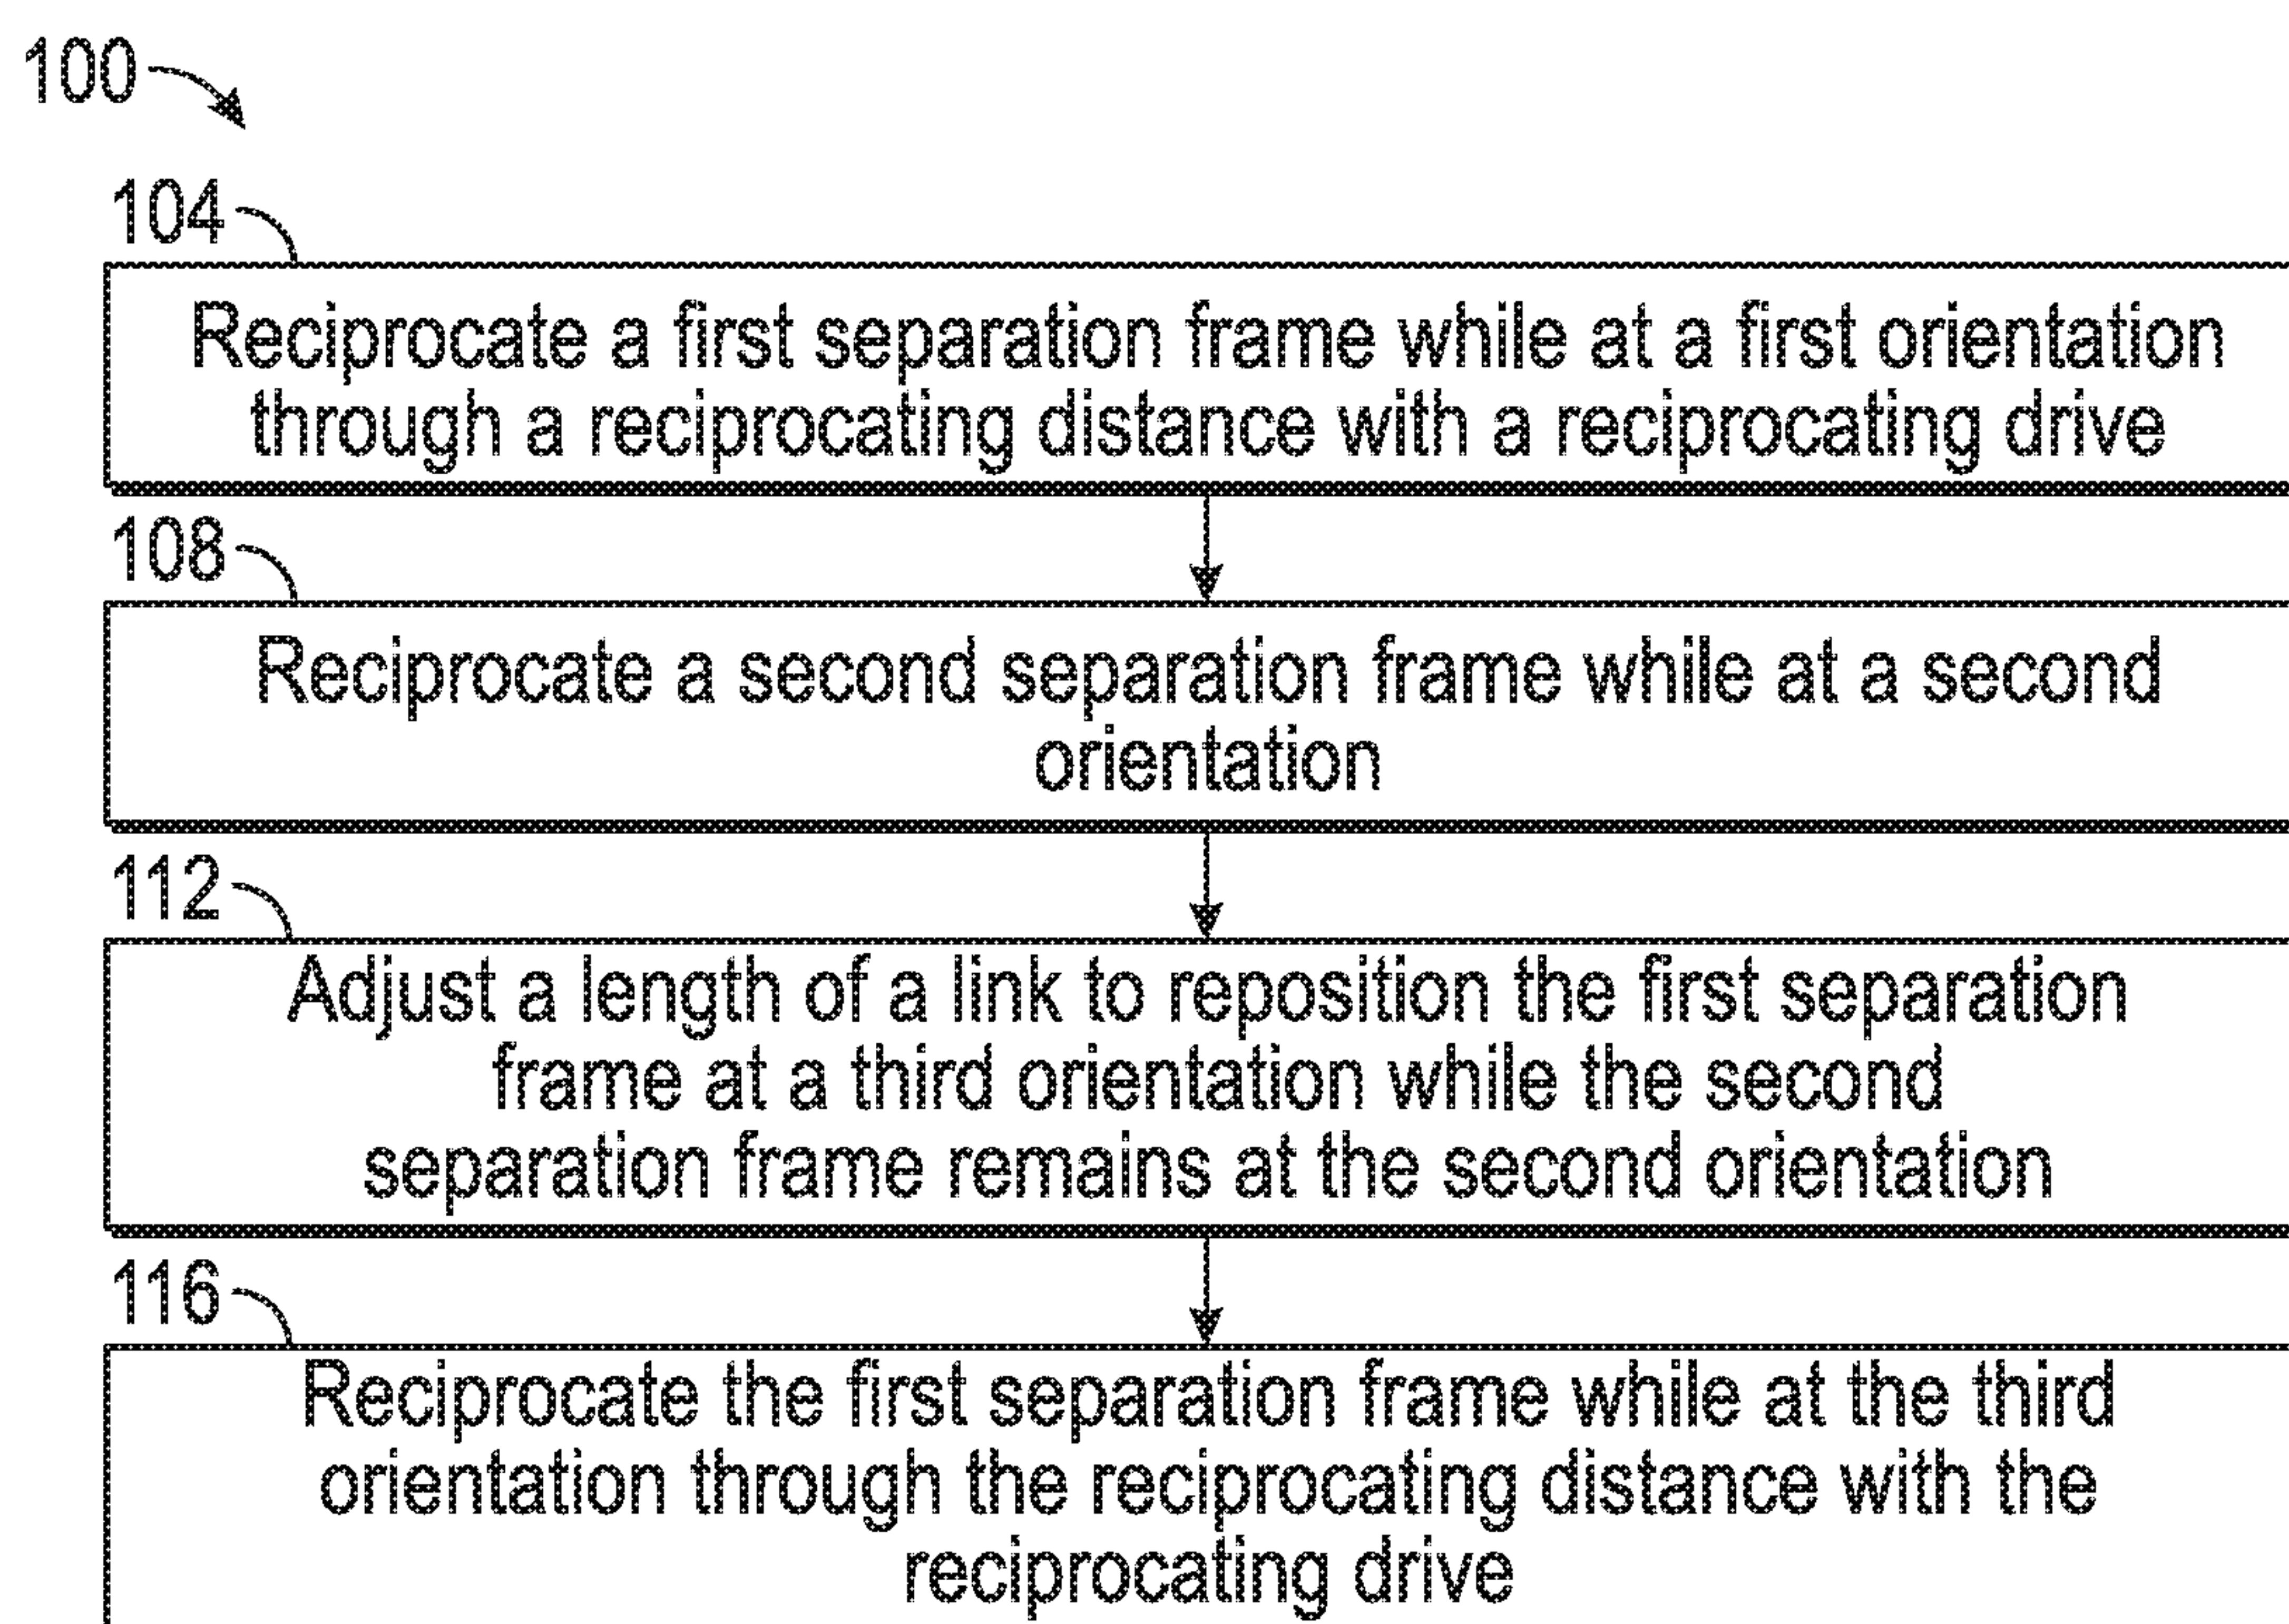 100
104
Reciprocate a first separation frame while at a first orientation
through a reciprocating distance with a reciprocating drive
108
Reciprocate a second separation frame while at a second
orientation
112
Adjust a length of a link to reposition the first separation
frame at a third orientation while the second
separation frame remains at the second orientation
116
Reciprocate the first separation frame while at the third
orientation through the reciprocating distance with the
reciprocating drive